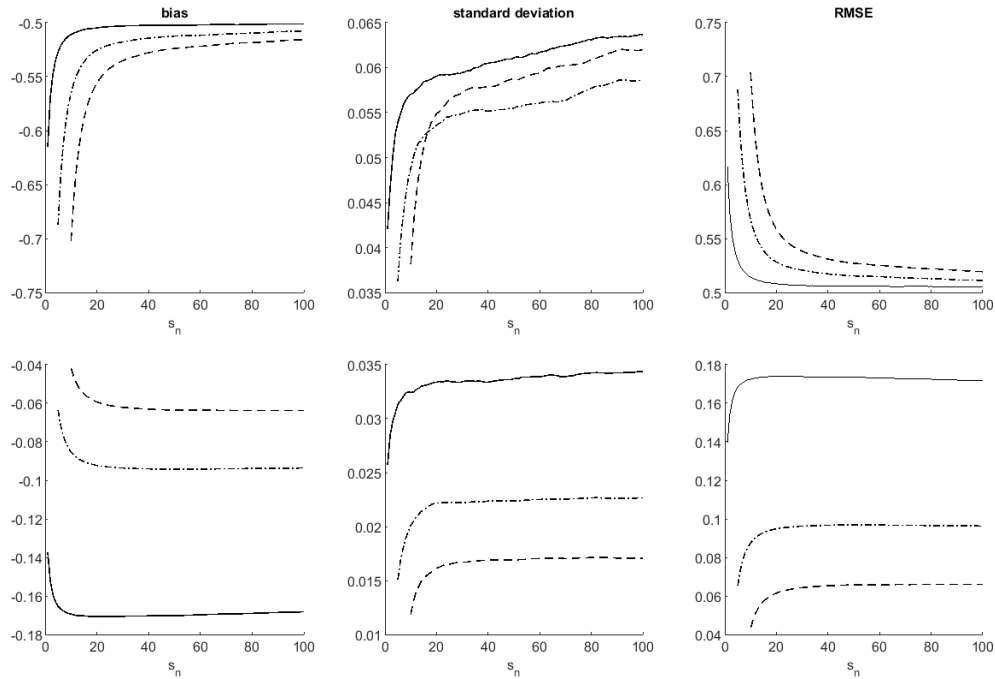 bias
-0.5
-0.55
-0.6
-0.65
-0.7
-0.75
0 20 40 60 80 100
s_n
standard deviation
0.065
0.06
0.055
0.05
0.045
0.04
0.035
0 20 40 60 80 100
s_n
RMSE
0.75
0.7
0.65
0.6
0.55
0.5
0 20 40 60 80 100
s_n
-0.04
-0.06
-0.08
-0.1
-0.12
-0.14
-0.16
-0.18
0 20 40 60 80 100
s_n
0.035
0.03
0.025
0.02
0.015
0.01
0 20 40 60 80 100
s_n
0.18
0.16
0.14
0.12
0.1
0.08
0.06
0.04
0 20 40 60 80 100
s_n